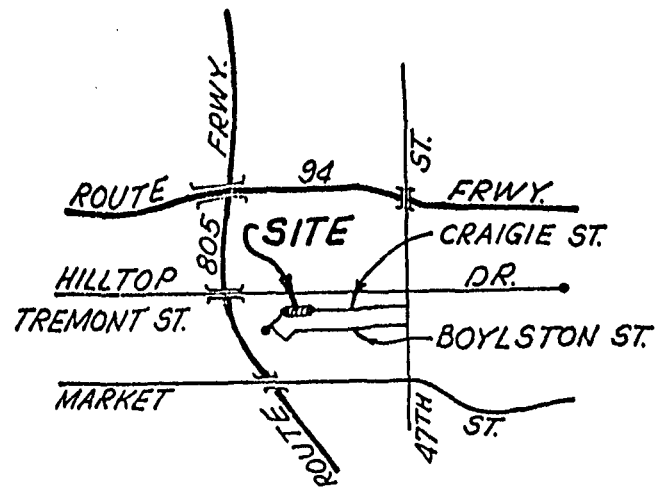 FRWY.
ST.
94
ROUTE
FRWY.
805
SITE
CRAIGIE ST.
HILLTOP
DR.
TREMONT ST.
BOYLSTON ST.
MARKET
47TH
ST.
ROUTE